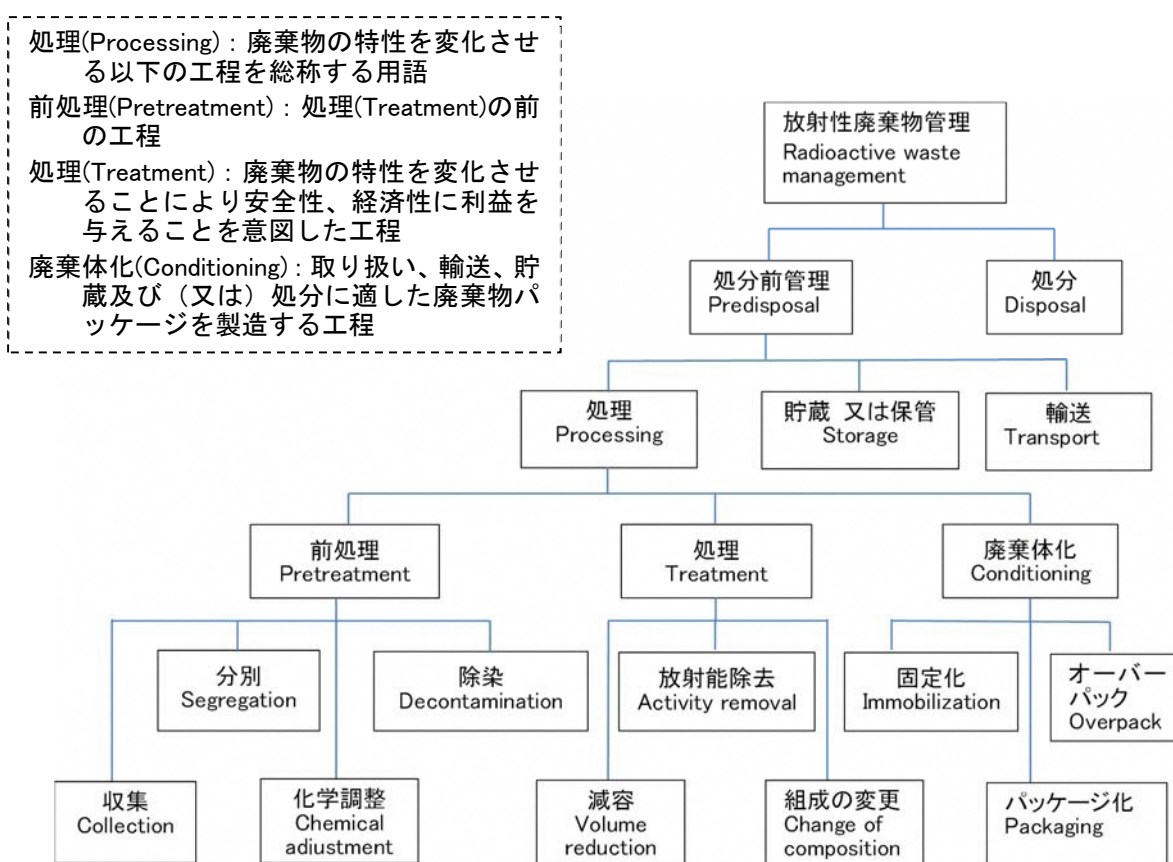 処理(Processing)：廃棄物の特性を変化させ
る以下の工程を総称する用語
前処理(Pretreatment)：処理(Treatment)の前
の工程
処理(Treatment)：廃棄物の特性を変化させ
ることにより安全性、経済性に利益を
与えることを意図した工程
廃棄体化(Conditioning)：取り扱い、輸送、貯
蔵及び（又は）処分に適した廃棄物パ
ッケージを製造する工程
放射性廃棄物管理
Radioactive waste
management
処分前管理
Predisposal
処分
Disposal
処理
Processing
貯蔵 又は保管
Storage
輸送
Transport
前処理
Pretreatment
処理
Treatment
廃棄体化
Conditioning
分別
Segregation
除染
Decontamination
放射能除去
Activity removal
固定化
Immobilization
オーバー
パック
Overpack
収集
Collection
化学調整
Chemical
adjustment
減容
Volume
reduction
組成の変更
Change of
composition
パッケージ化
Packaging